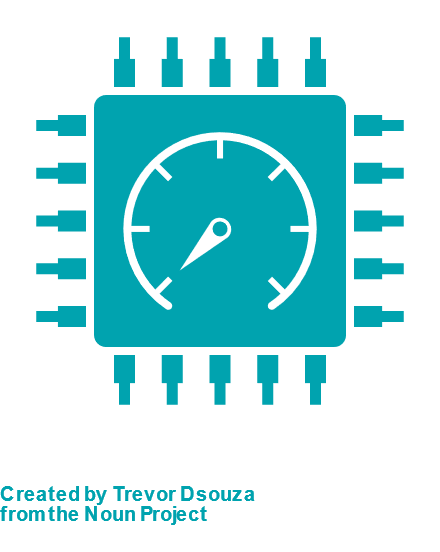 Created by Trevor Dsouza
from the Noun Project